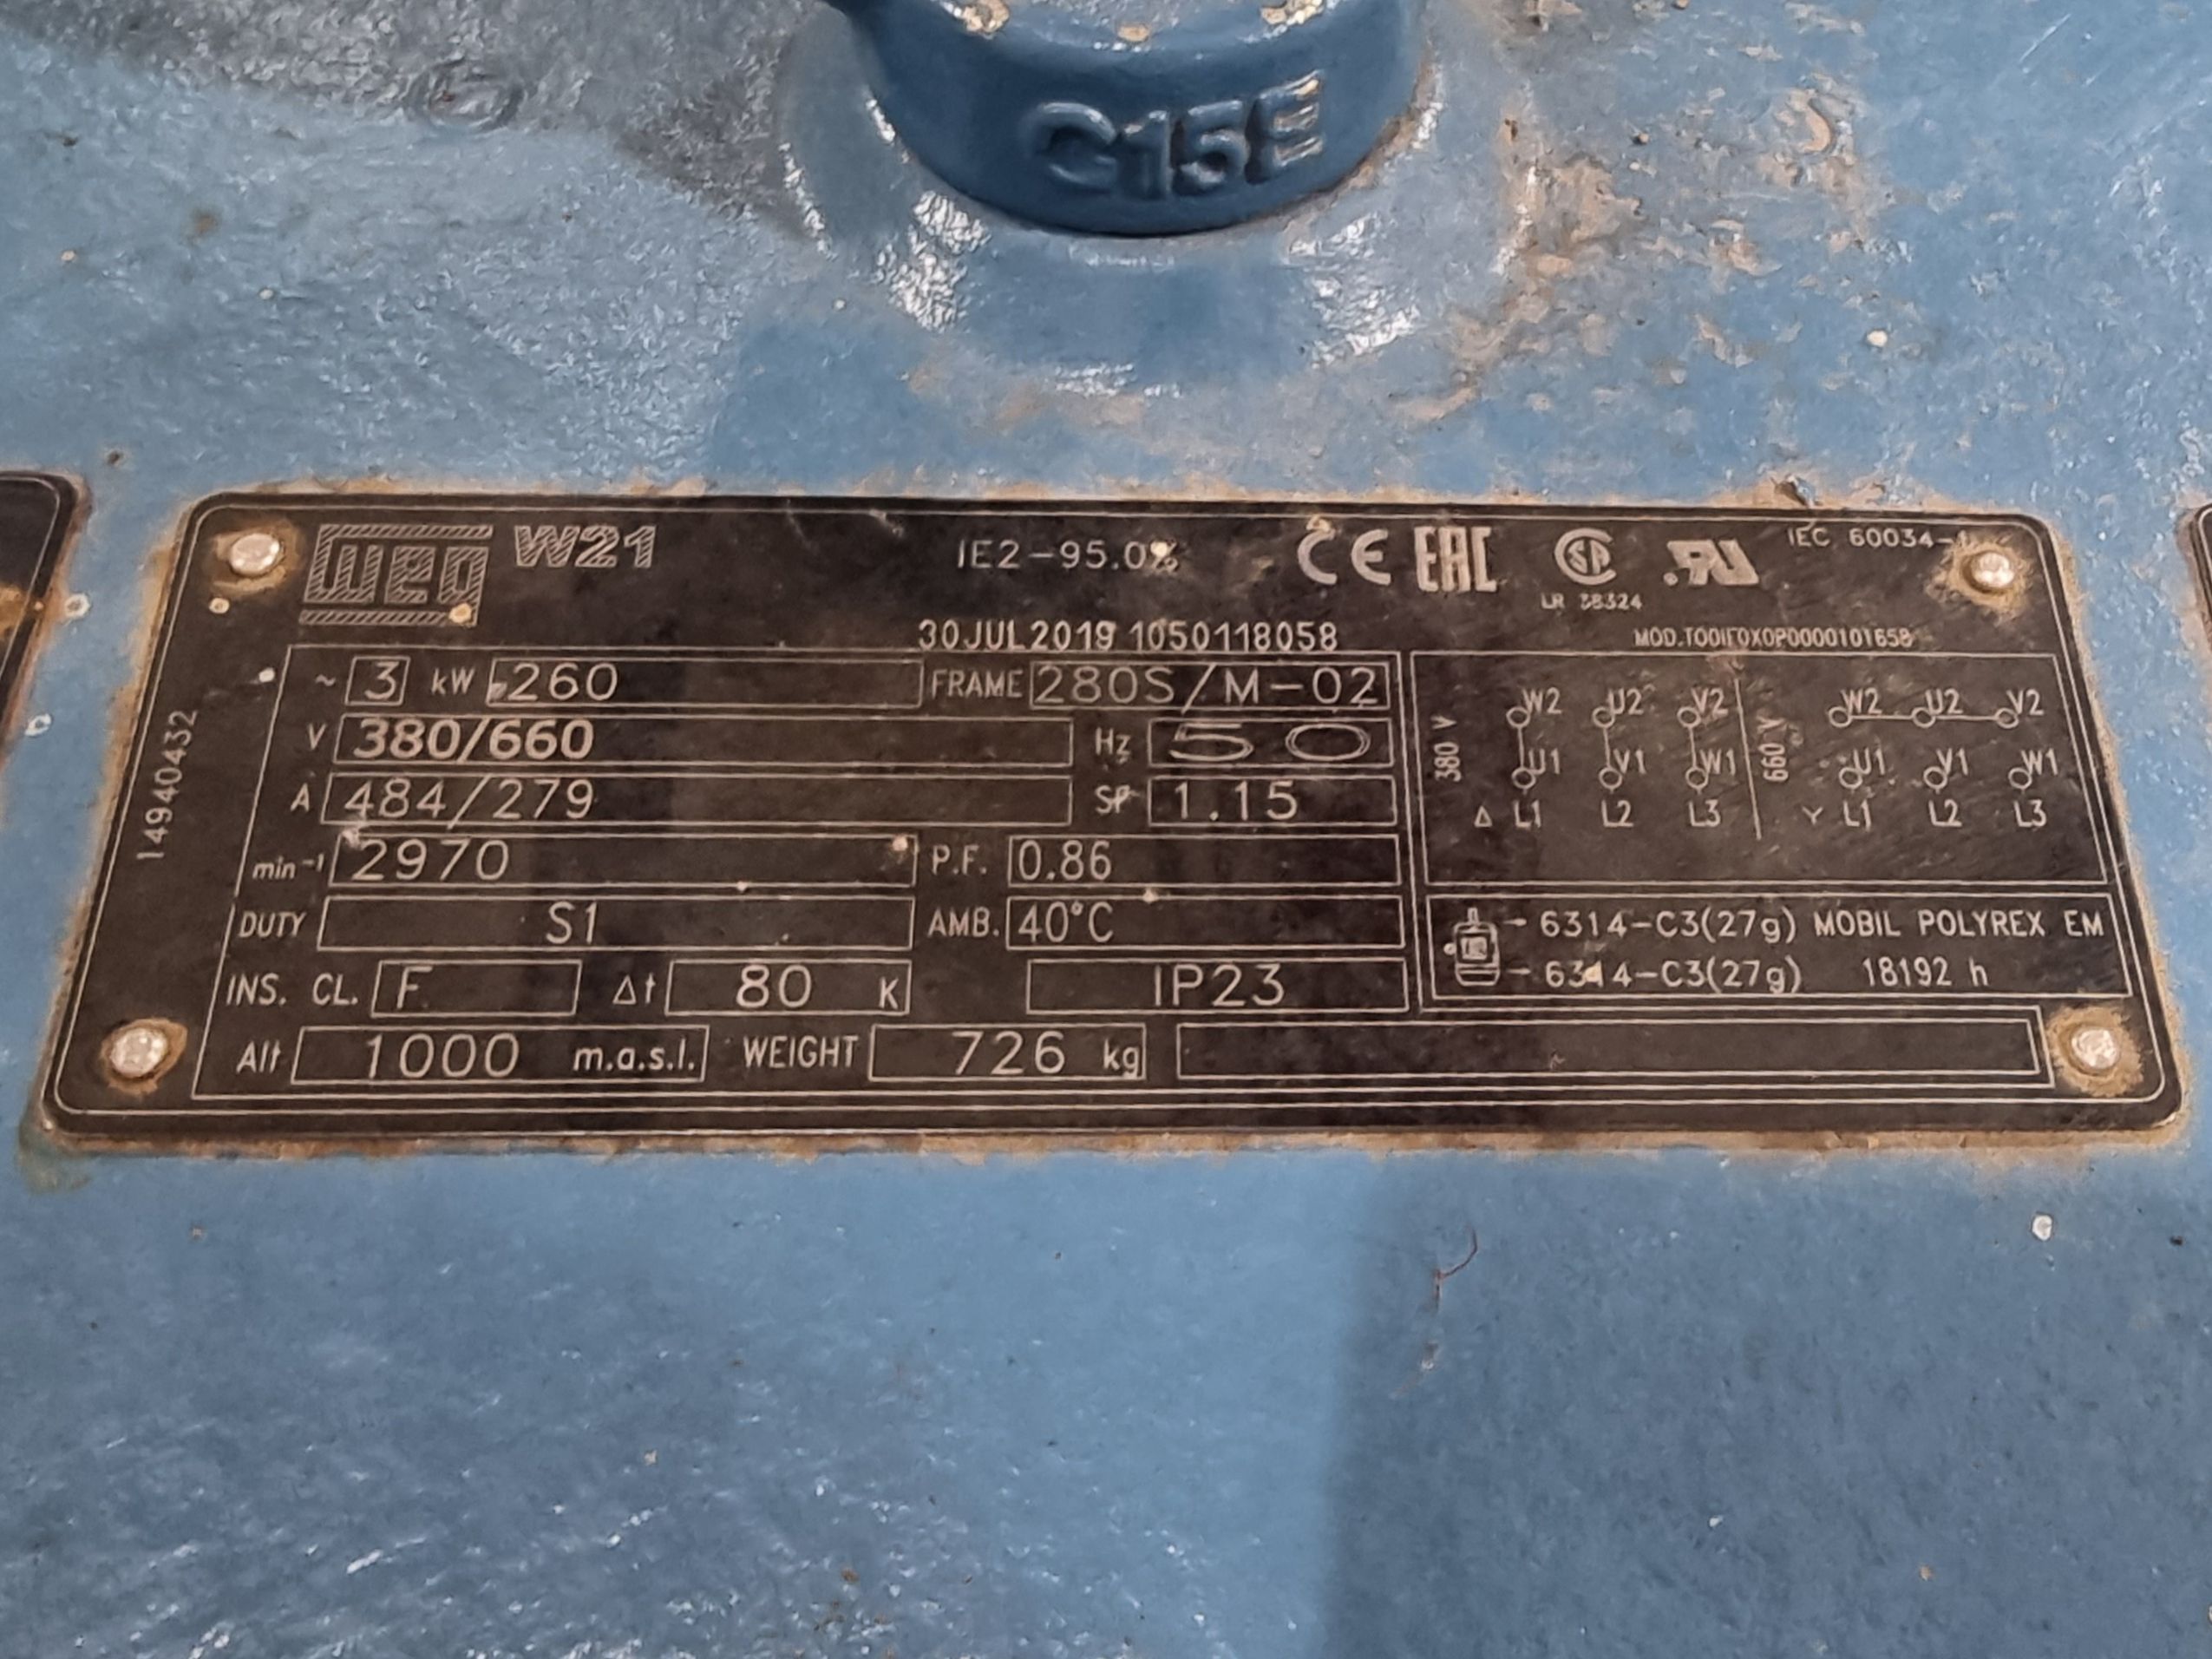 C15E
WEG W21 IE2-95.0% CE EAC SP RU IEC 60034-1
LR 38324
30JUL2019 1050118058
14940432
~ 3 kW 260 FRAME 280S/M-02
V 380/660 Hz 50
A 484/279 SF 1.15
min-1 2970 P.F. 0.86
DUTY S1 AMB. 40°C
INS. CL. F Δt 80 K IP23
Alt 1000 m.a.s.l. WEIGHT 726 kg
380 V
W2 U2 V2
U1 V1 W1
Δ L1 L2 L3
660 V
W2 U2 V2
U1 V1 W1
Y L1 L2 L3
6314-C3(27g) MOBIL POLYREX EM
6314-C3(27g) 18192 h